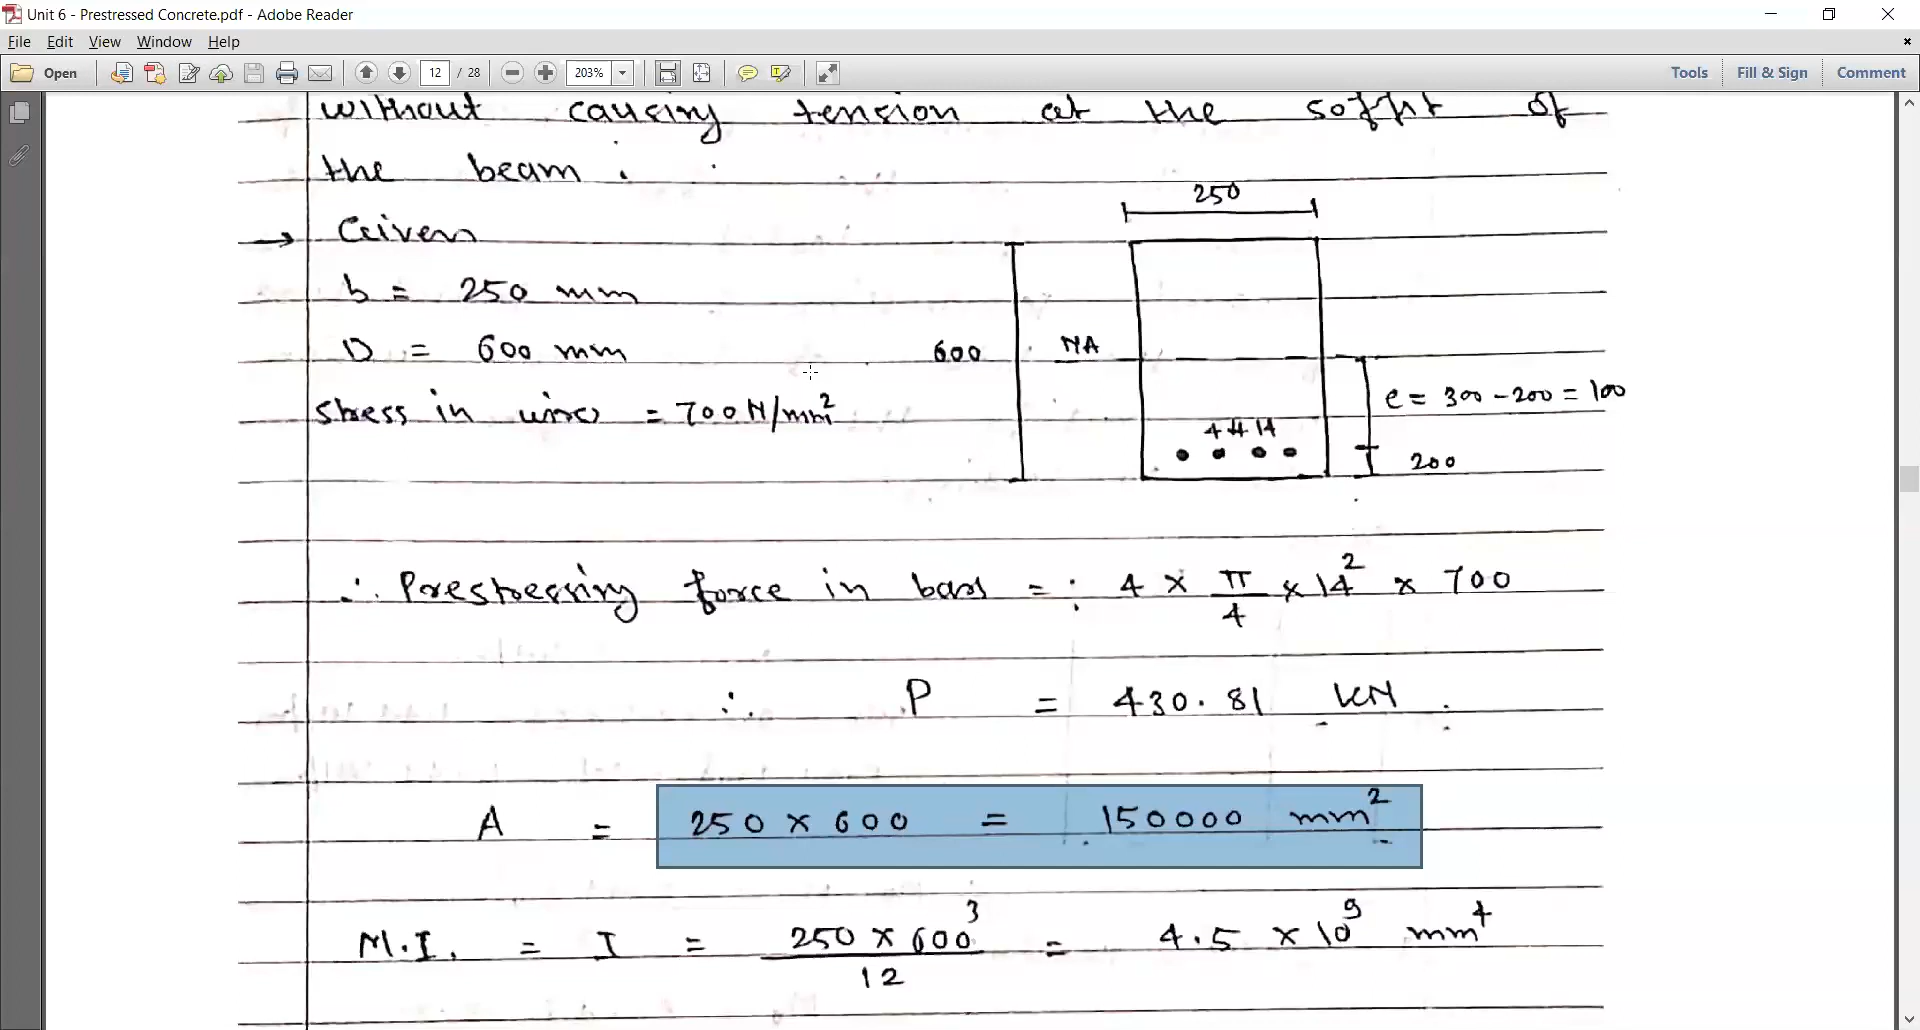 Unit 6 - Prestressed Concrete.pdf - Adobe Reader
File Edit View Window Help
Open 12 / 28 203% Tools Fill & Sign Comment
without causing tension at the soffit of
the beam.
→ Given
b = 250 mm
D = 600 mm
Stress in wires = 700 N/mm²
250
600
NA
e = 300 - 200 = 100
4 # 14
200
∴ Prestressing force in bars = 4 × π/4 × 14² × 700
∴ P = 430.81 kN
A = 250 × 600 = 150000 mm²
M.I. = I = 250 × 600³ / 12 = 4.5 × 10⁹ mm⁴